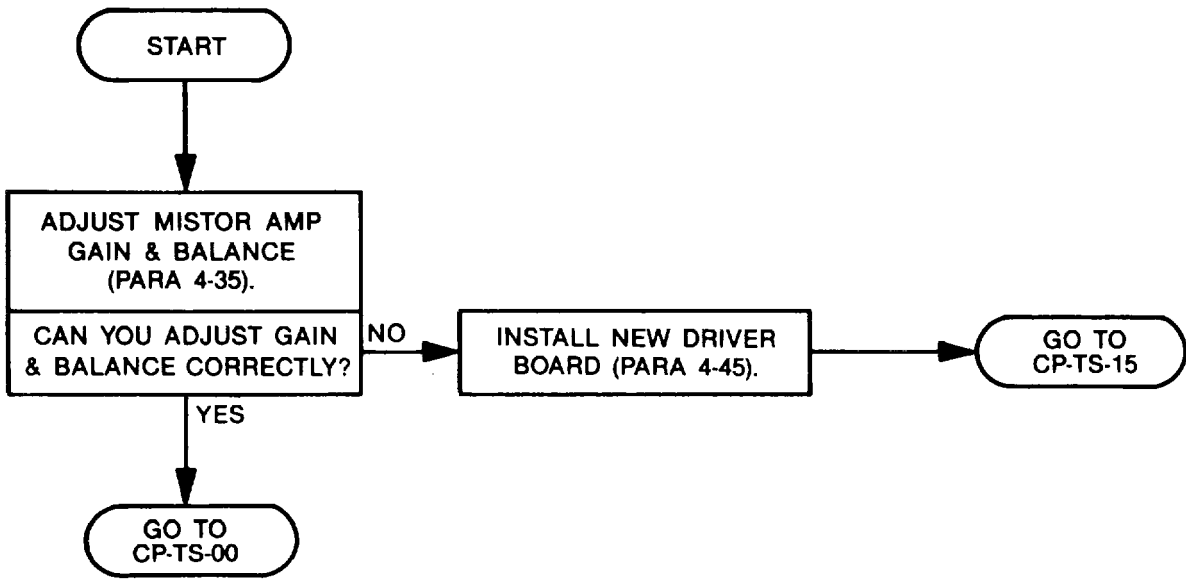 START
ADJUST MISTOR AMP
GAIN & BALANCE
(PARA 4-35).
CAN YOU ADJUST GAIN
& BALANCE CORRECTLY?
NO
INSTALL NEW DRIVER
BOARD (PARA 4-45).
GO TO
CP-TS-15
YES
GO TO
CP-TS-00